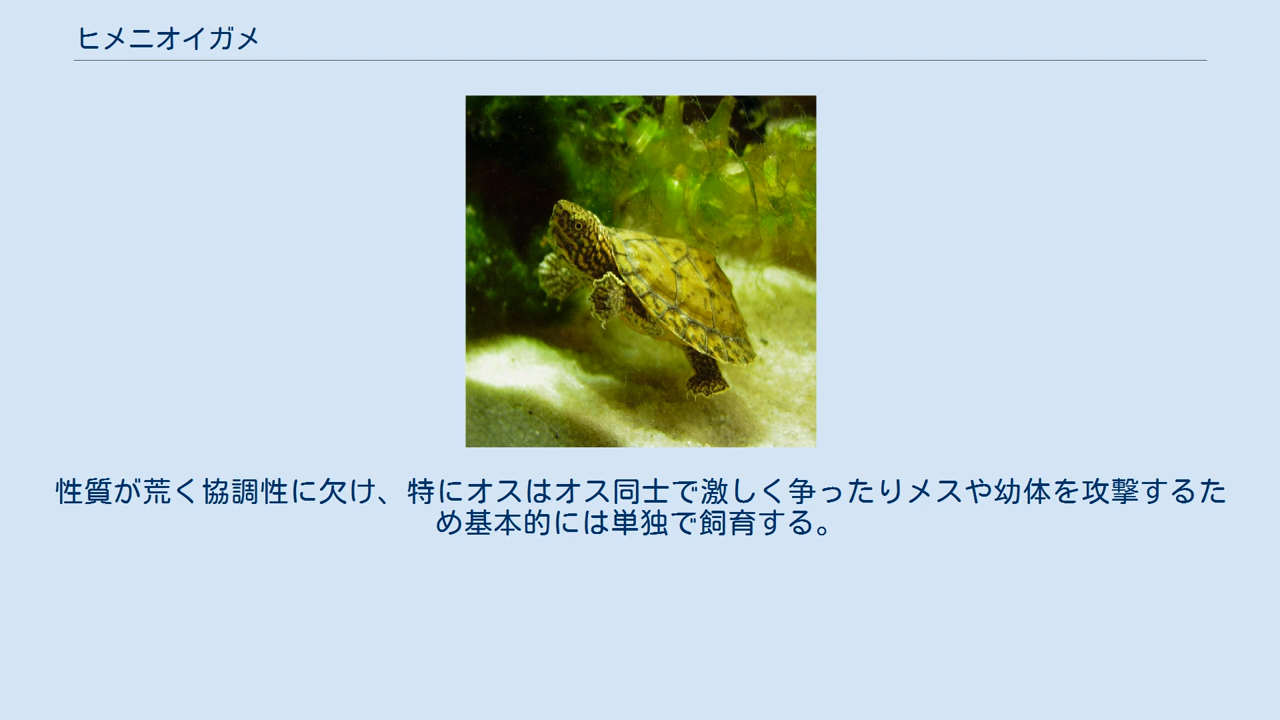 ヒメニオイガメ
性質が荒く協調性に欠け、特にオスはオス同士で激しく争ったりメスや幼体を攻撃するた
め基本的には単独で飼育する。